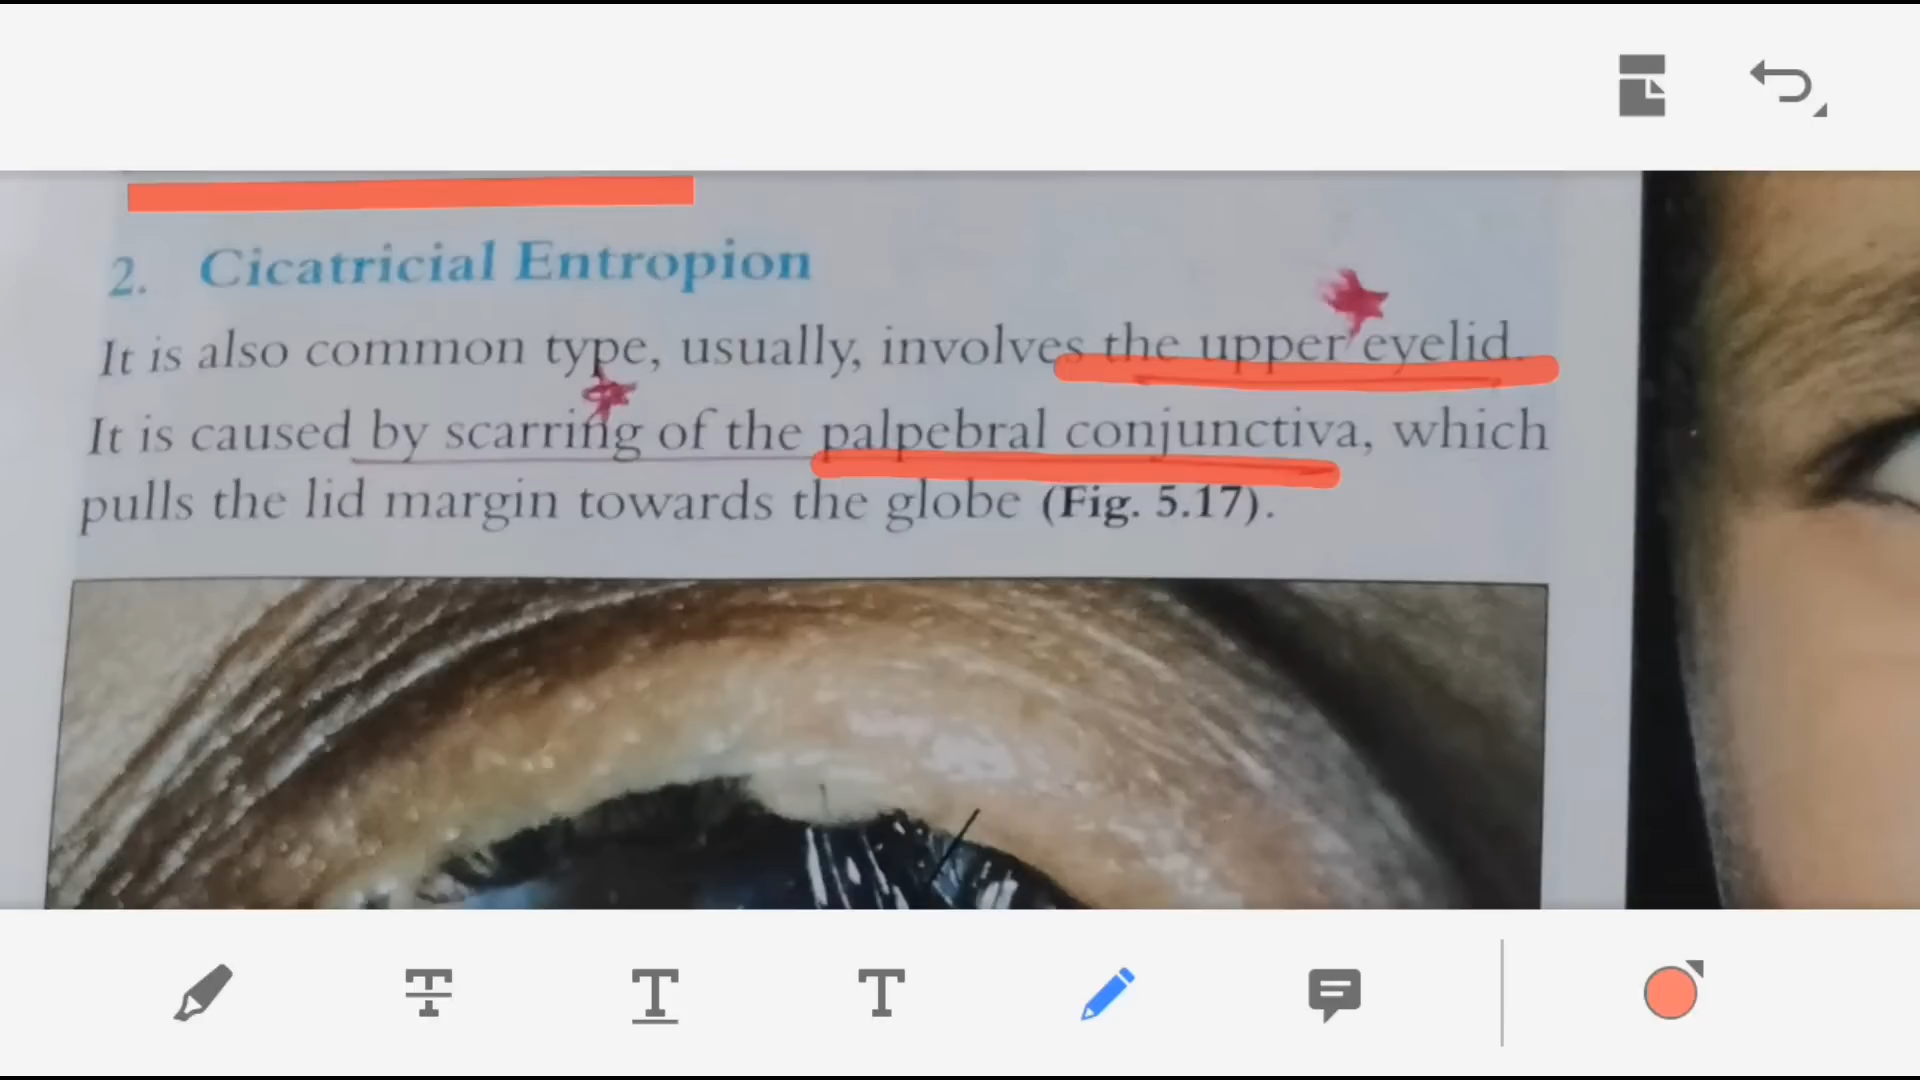 2. Cicatricial Entropion
It is also common type, usually, involves the upper eyelid.
It is caused by scarring of the palpebral conjunctiva, which
pulls the lid margin towards the globe (Fig. 5.17).